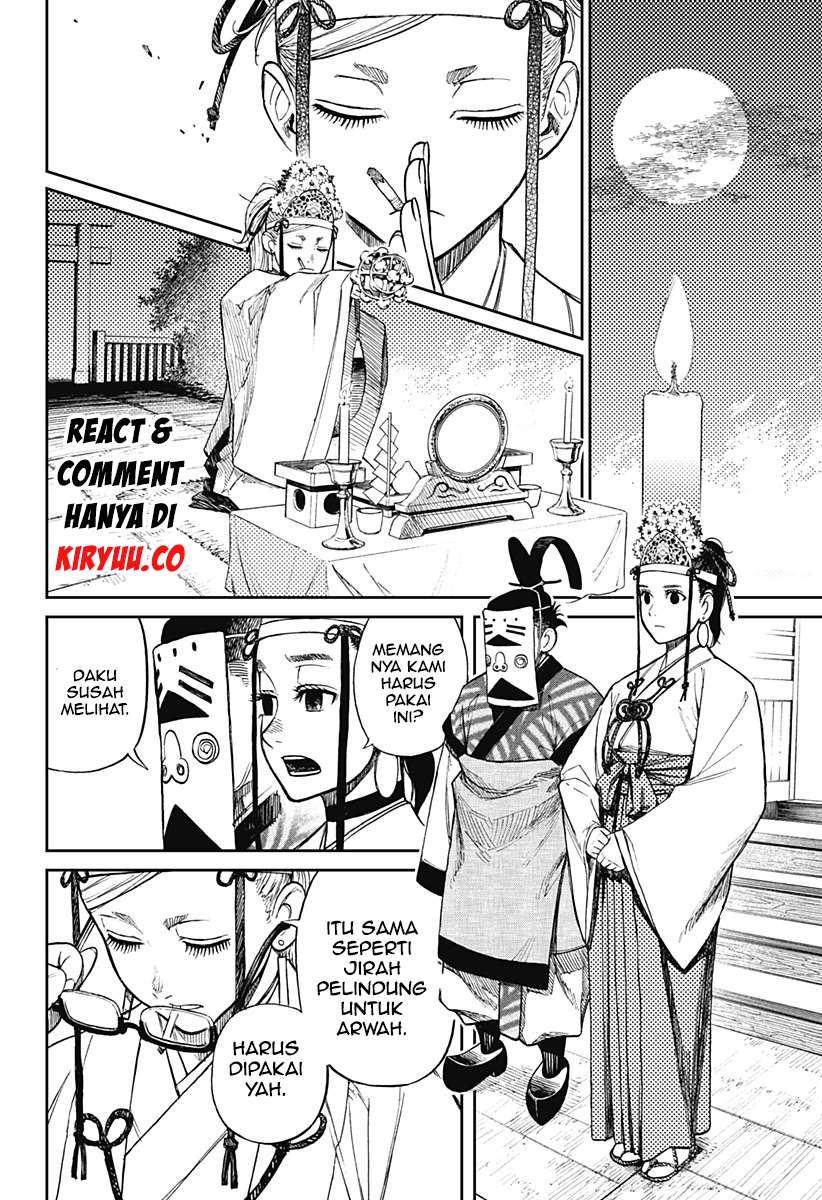 REACT &
COMMENT
HANYA DI
KIRYUU.CO
MEMANG
NYA KAMI
HARUS
PAKAI
INI?
DAKU
SUSAH
MELIHAT.
ITU SAMA
SEPERTI
JIRAH
PELINDUNG
UNTUK
ARWAH.
HARUS
DIPAKAI
YAH.